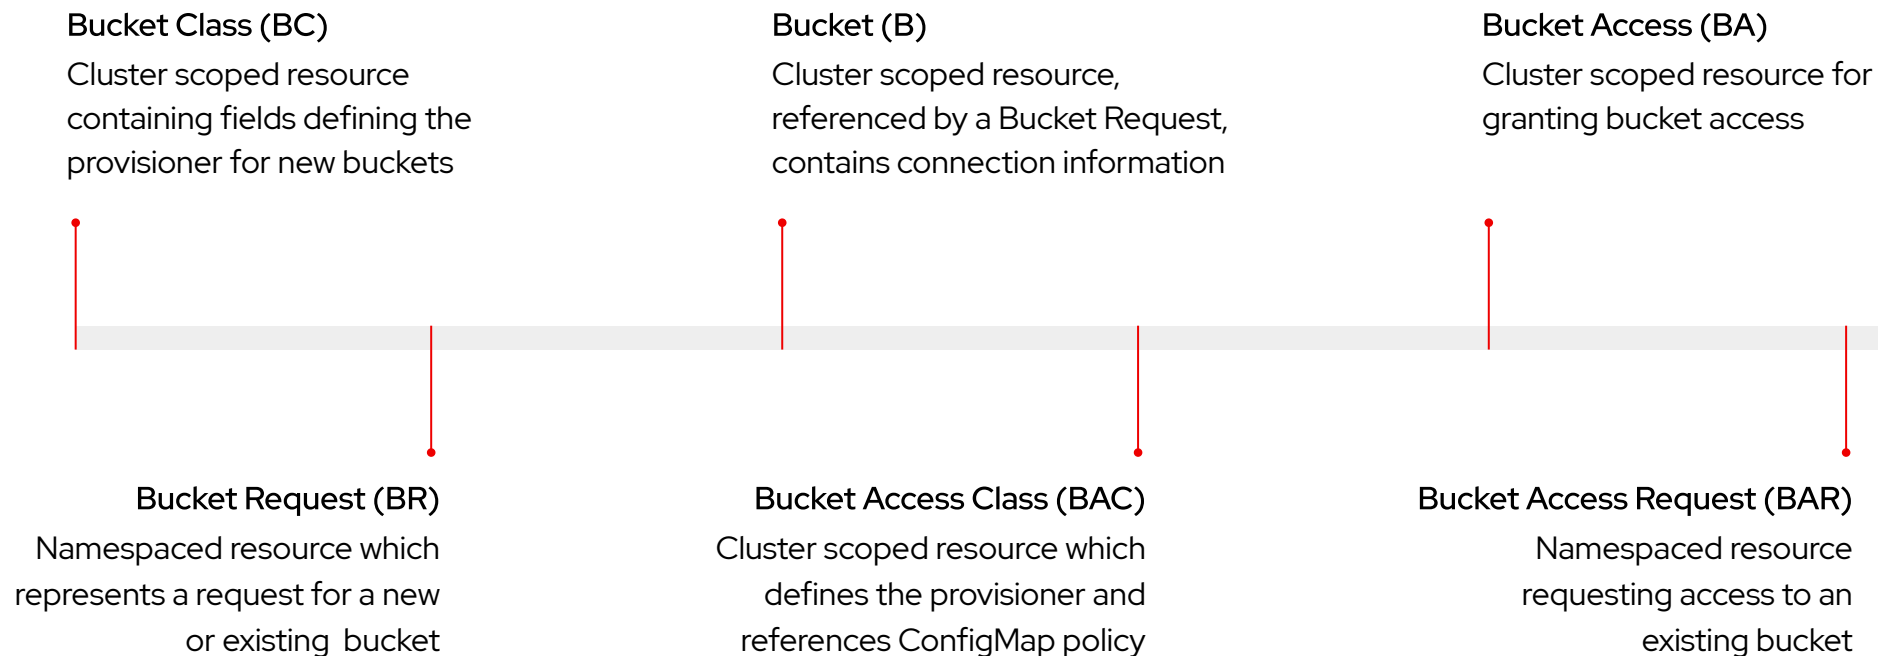 Bucket Class (BC)
Cluster scoped resource
containing fields defining the
provisioner for new buckets
Bucket (B)
Cluster scoped resource,
referenced by a Bucket Request,
contains connection information
Bucket Access (BA)
Cluster scoped resource for
granting bucket access
Bucket Request (BR)
Namespaced resource which
represents a request for a new
or existing  bucket
Bucket Access Class (BAC)
Cluster scoped resource which
defines the provisioner and
references ConfigMap policy
Bucket Access Request (BAR)
Namespaced resource
requesting access to an
existing bucket